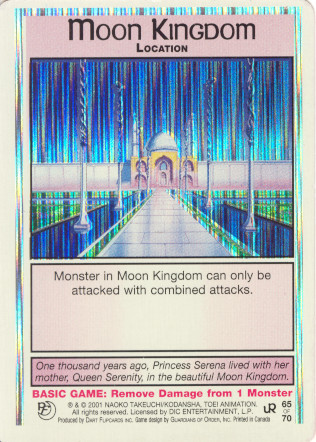 Moon Kingdom
Location
Monster in Moon Kingdom can only be
attacked with combined attacks.
One thousand years ago, Princess Serena lived with her
mother, Queen Serenity, in the beautiful Moon Kingdom.
BASIC GAME: Remove Damage from 1 Monster
® & © 2001 NAOKO TAKEUCHI/KODANSHA, TOEI ANIMATION.
All rights reserved. Licensed by DIC ENTERTAINMENT, L.P.
Produced by Dart Flipcards Inc. Game design by Guardians of Order, Inc. Printed in Canada
UR 65 OF 70